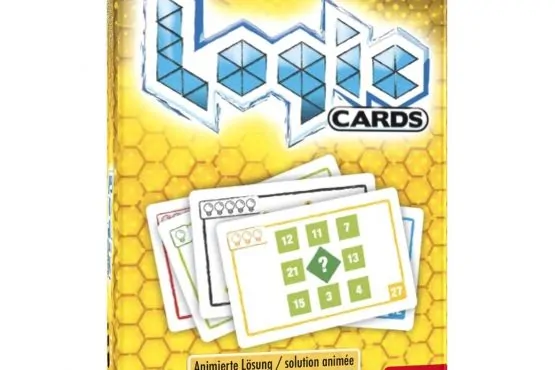 Logic
CARDS
12 11 7
21 ? 13
15 3 4
27
Animierte Lösung / solution animée